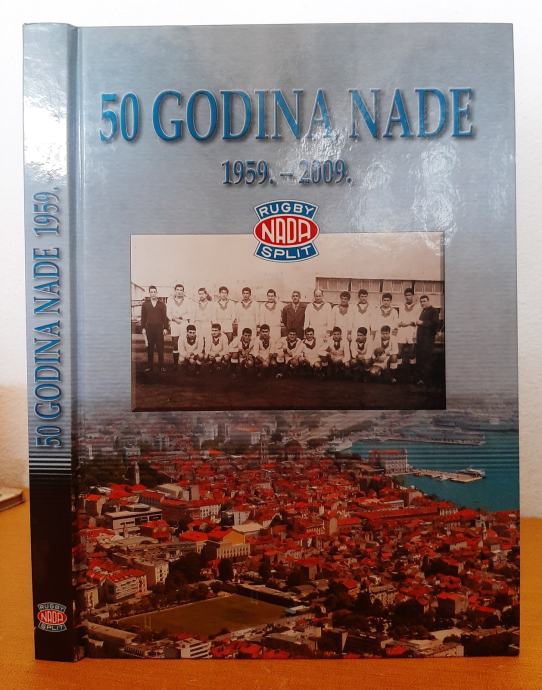 50 GODINA NADE
1959. – 2009.
RUGBY
NADA
SPLIT
50 GODINA NADE 1959.
RUGBY
NADA
SPLIT